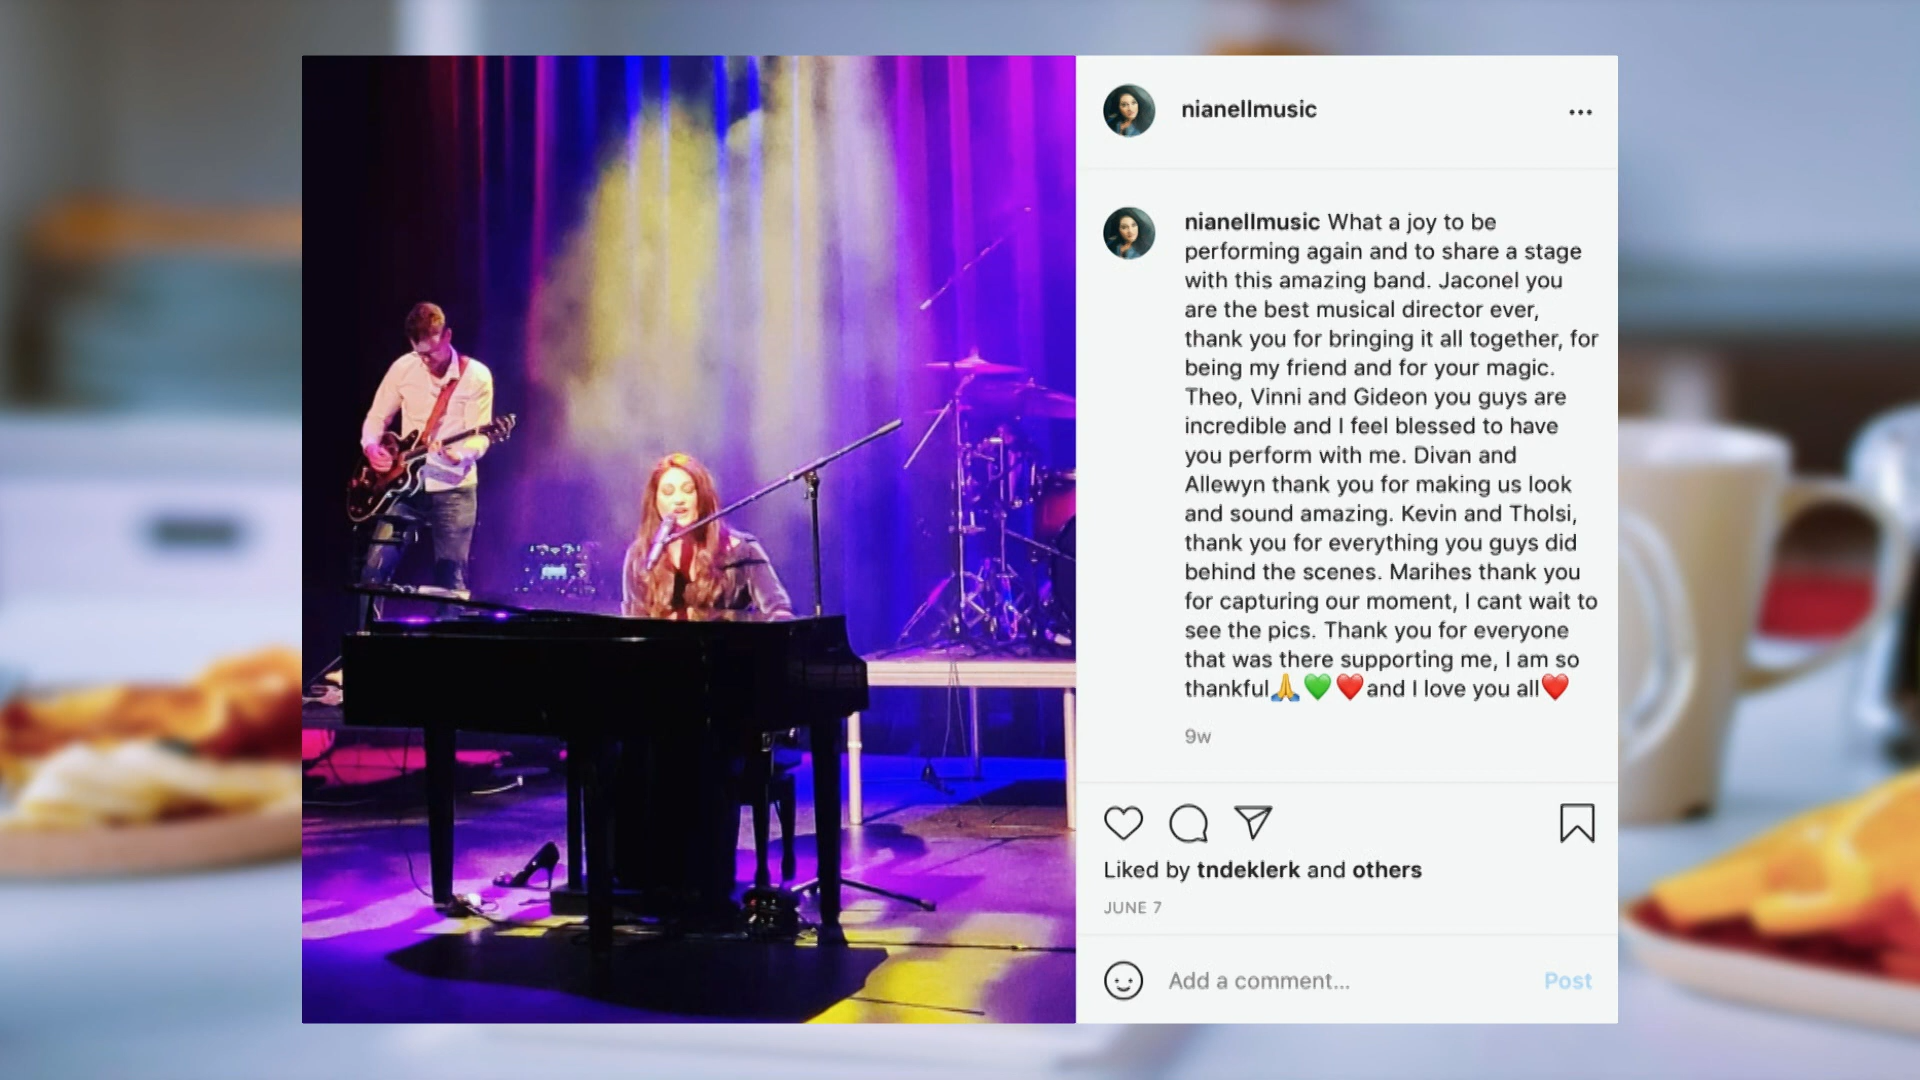 nianellmusic
nianellmusic What a joy to be
performing again and to share a stage
with this amazing band. Jaconel you
are the best musical director ever,
thank you for bringing it all together, for
being my friend and for your magic.
Theo, Vinni and Gideon you guys are
incredible and I feel blessed to have
you perform with me. Divan and
Allewyn thank you for making us look
and sound amazing. Kevin and Tholsi,
thank you for everything you guys did
behind the scenes. Marihes thank you
for capturing our moment, I cant wait to
see the pics. Thank you for everyone
that was there supporting me, I am so
thankful🙏💚❤️and I love you all❤️
9w
Liked by tndeklerk and others
JUNE 7
Add a comment...
Post